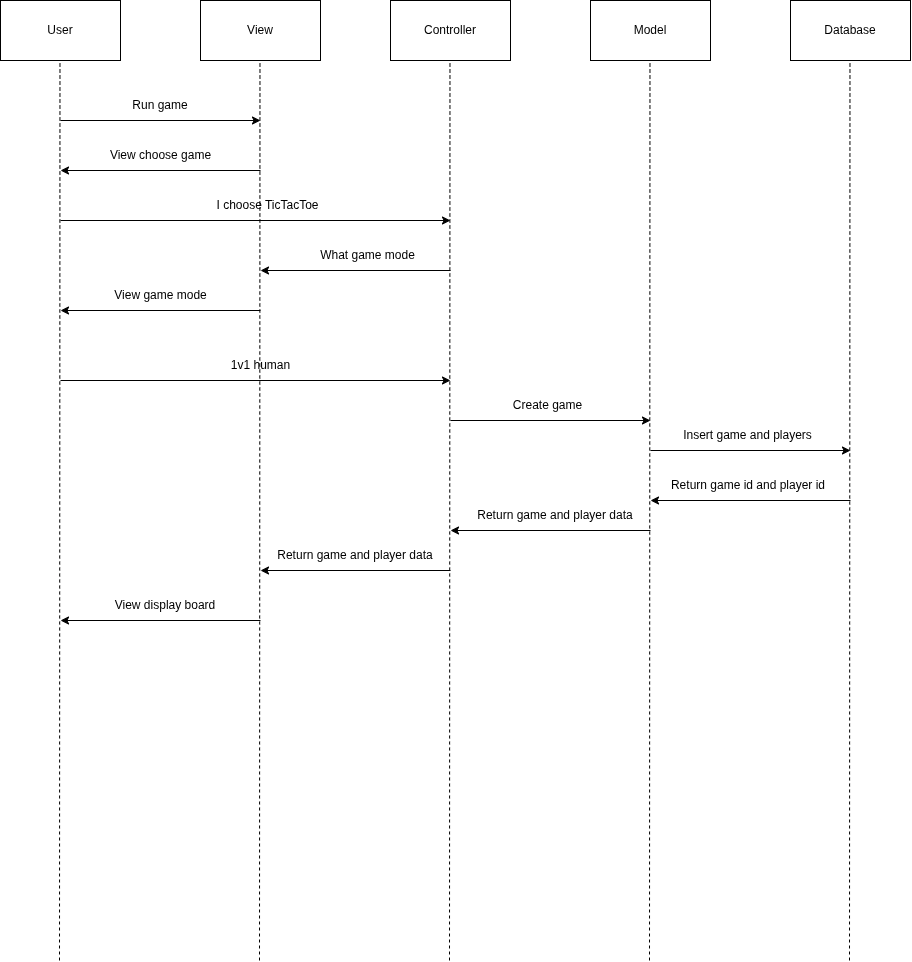 User
View
Controller
Model
Database
Run game
View choose game
I choose TicTacToe
What game mode
View game mode
1v1 human
Create game
Insert game and players
Return game id and player id
Return game and player data
Return game and player data
View display board